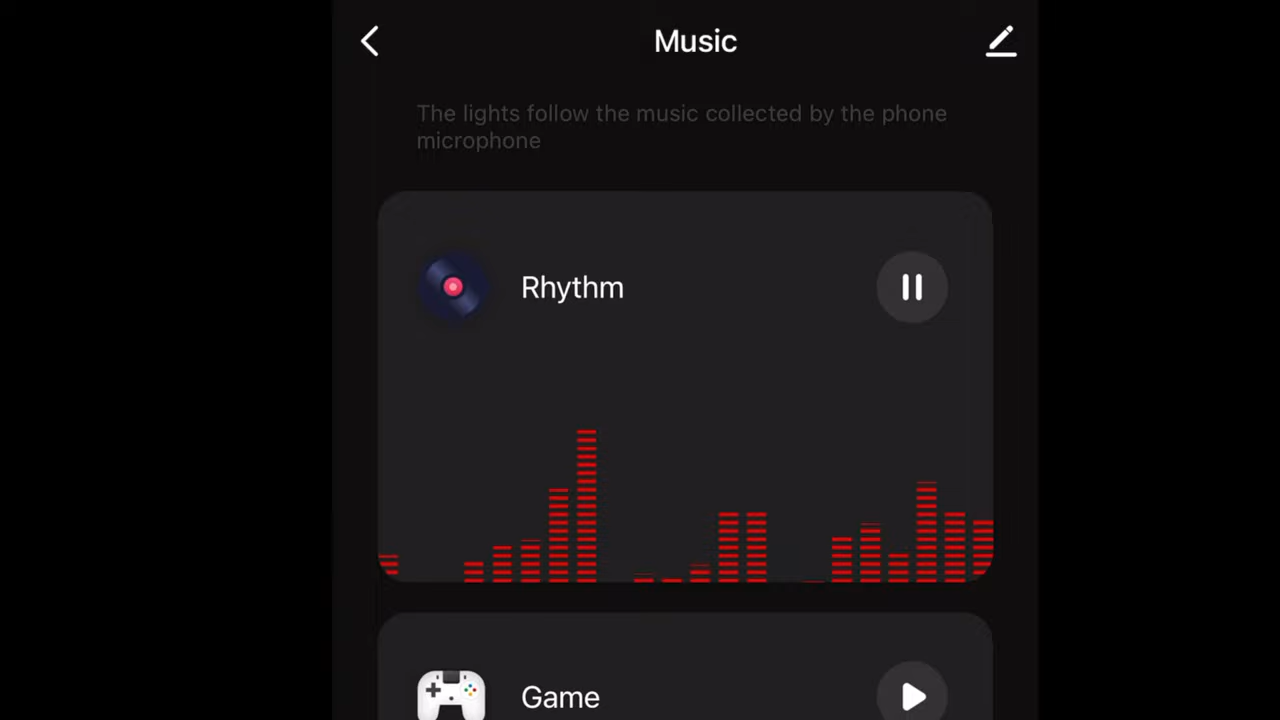 Music
The lights follow the music collected by the phone
microphone
Rhythm
Game